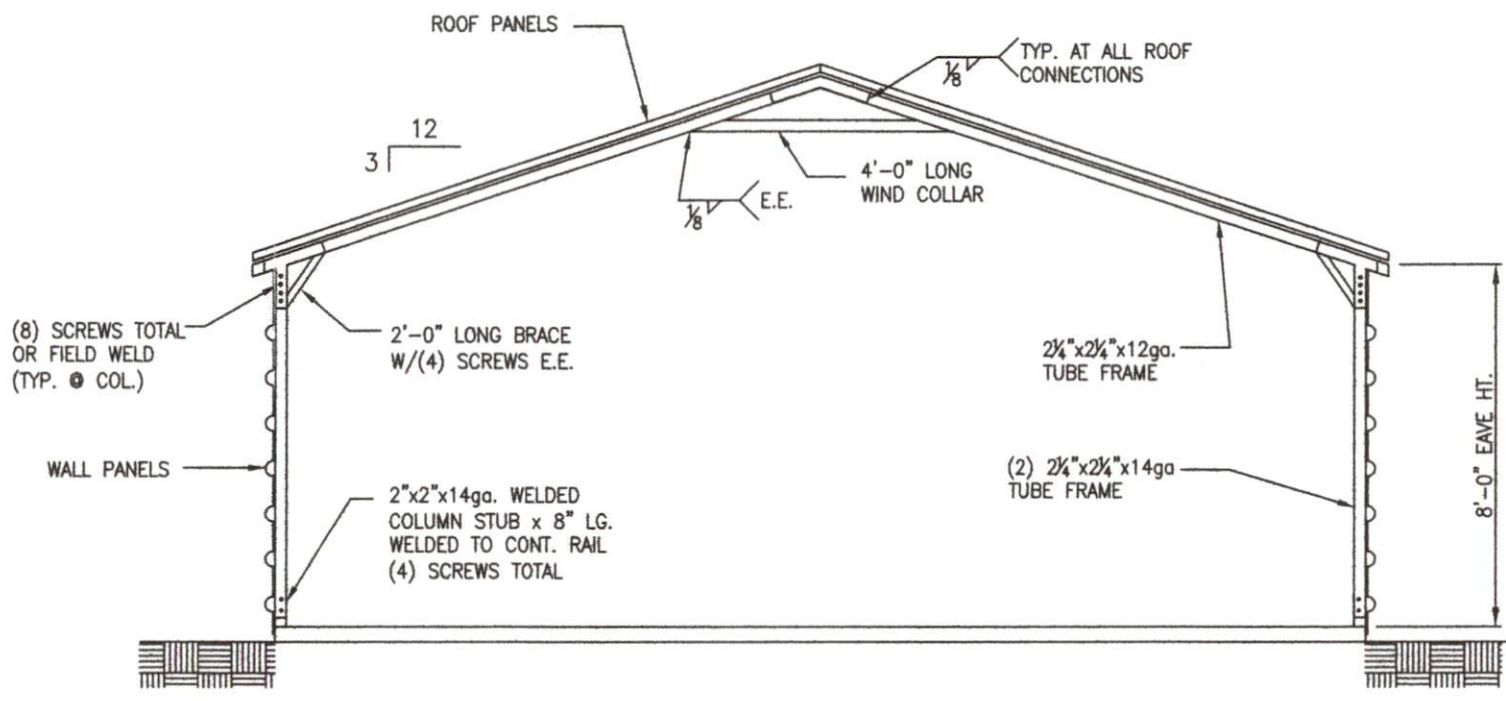 ROOF PANELS
TYP. AT ALL ROOF
CONNECTIONS
1/8
12
3
4'-0" LONG
WIND COLLAR
1/8
E.E.
(8) SCREWS TOTAL
OR FIELD WELD
(TYP. @ COL.)
2'-0" LONG BRACE
W/(4) SCREWS E.E.
2¼"x2¼"x12ga.
TUBE FRAME
8'-0" EAVE HT.
WALL PANELS
(2) 2¼"x2¼"x14ga
TUBE FRAME
2"x2"x14ga. WELDED
COLUMN STUB x 8" LG.
WELDED TO CONT. RAIL
(4) SCREWS TOTAL